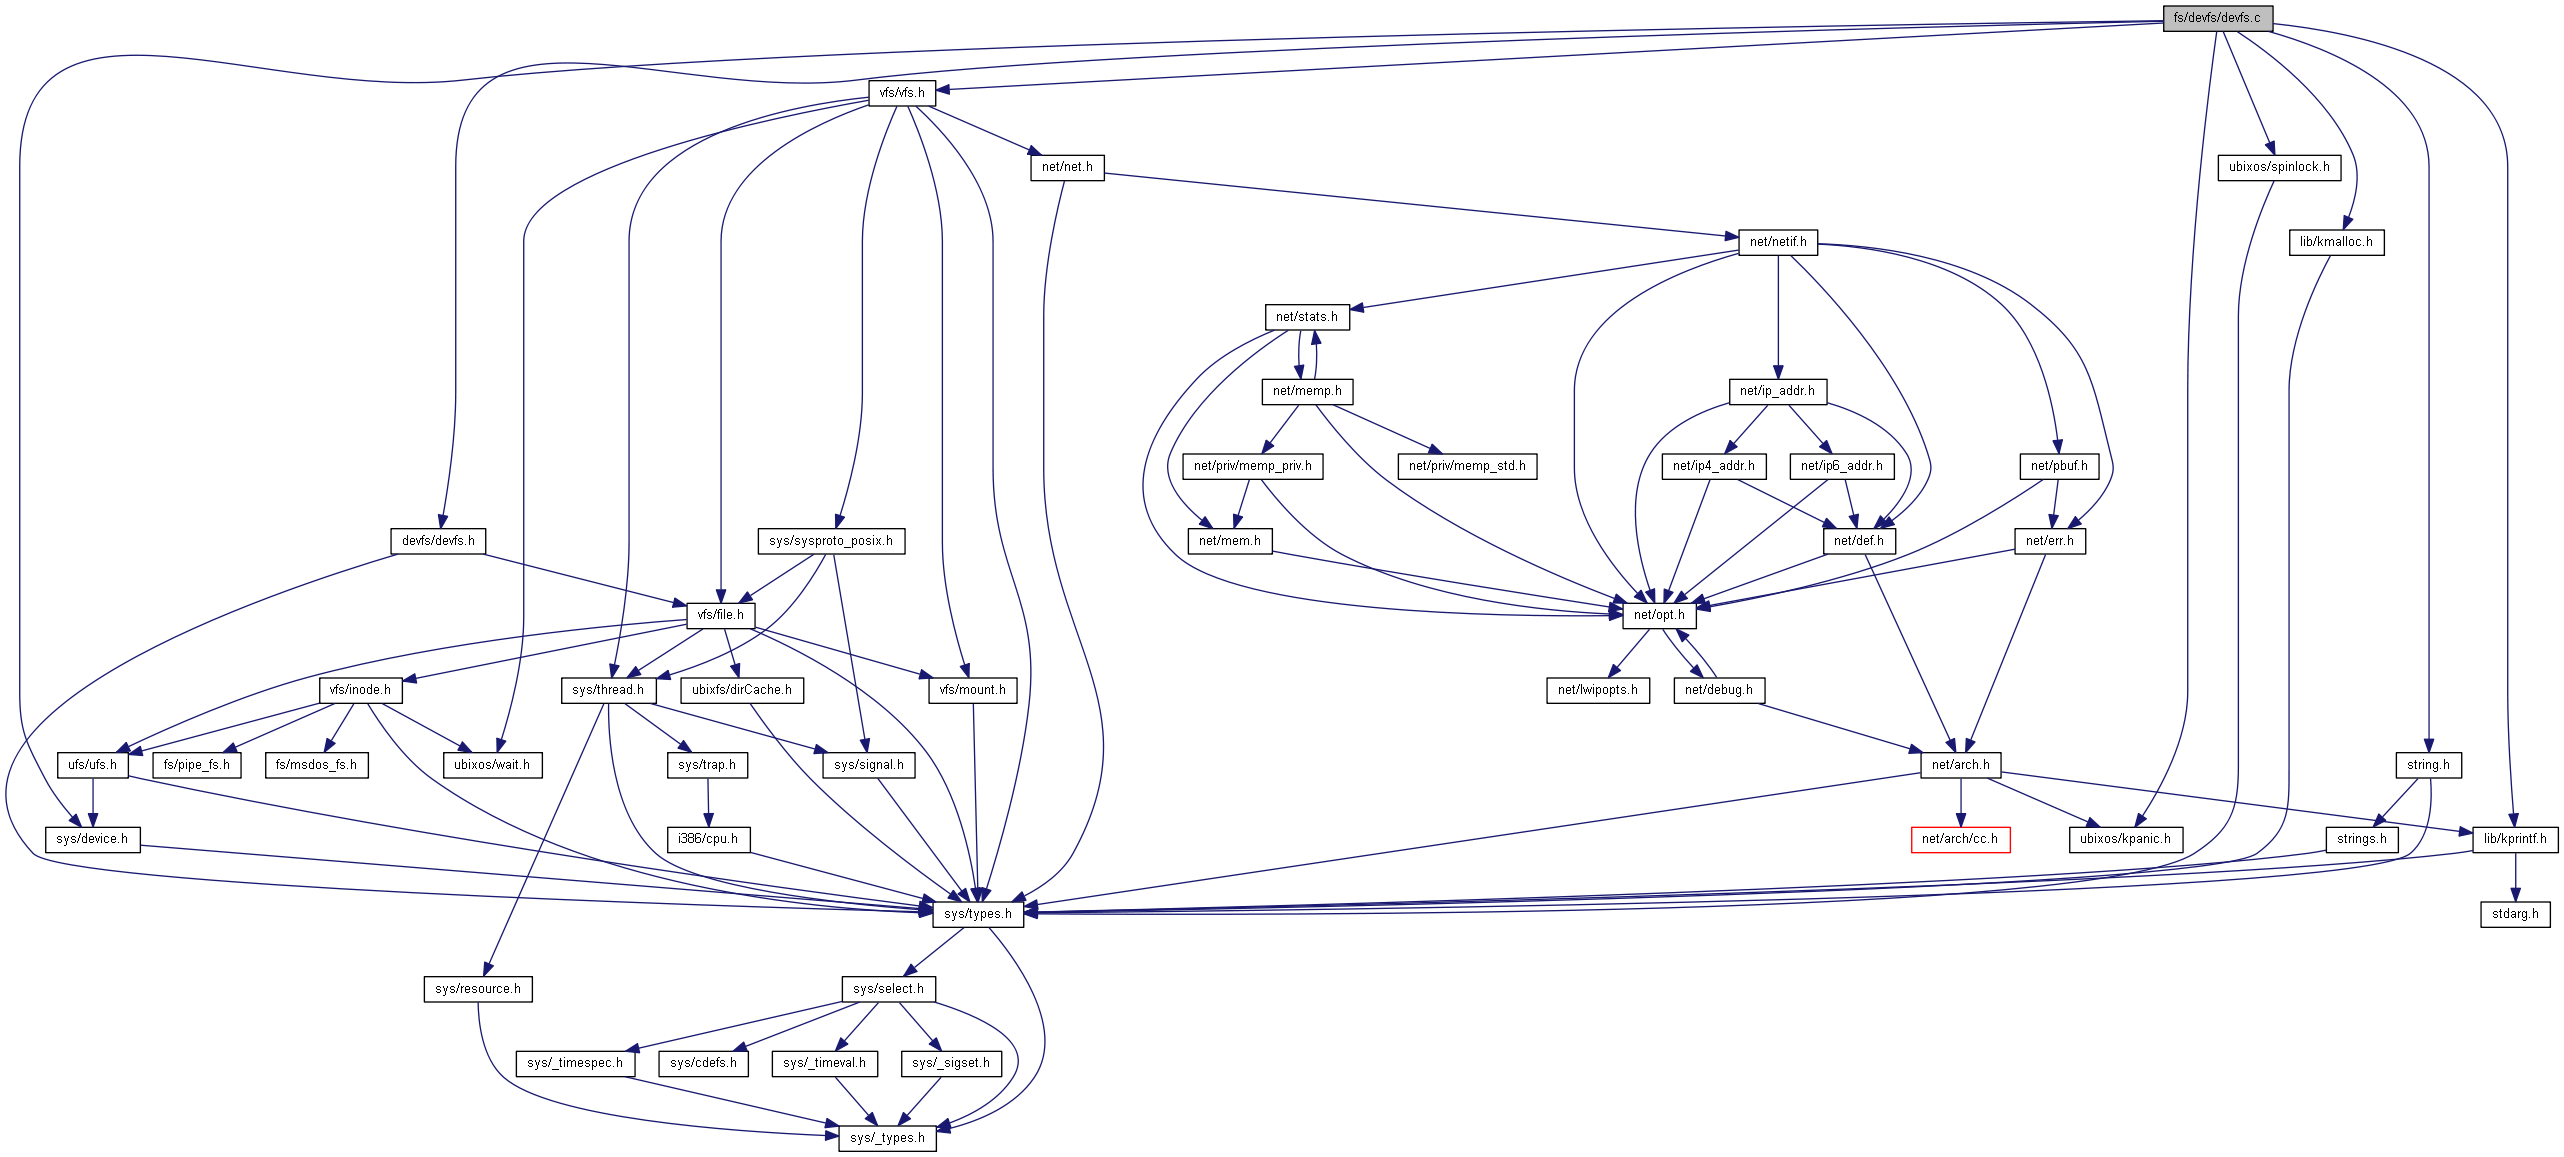 fs/devfs/devfs.c
vfs/vfs.h
net/net.h
ubixos/spinlock.h
net/netif.h
lib/kmalloc.h
net/stats.h
net/memp.h
net/ip_addr.h
net/priv/memp_priv.h
net/priv/memp_std.h
net/ip4_addr.h
net/ip6_addr.h
net/pbuf.h
devfs/devfs.h
sys/sysproto_posix.h
net/mem.h
net/def.h
net/err.h
vfs/file.h
net/opt.h
vfs/inode.h
sys/thread.h
ubixfs/dirCache.h
vfs/mount.h
net/lwipopts.h
net/debug.h
ufs/ufs.h
fs/pipe_fs.h
fs/msdos_fs.h
ubixos/wait.h
sys/trap.h
sys/signal.h
net/arch.h
string.h
sys/device.h
i386/cpu.h
net/arch/cc.h
ubixos/kpanic.h
strings.h
lib/kprintf.h
sys/types.h
stdarg.h
sys/resource.h
sys/select.h
sys/_timespec.h
sys/cdefs.h
sys/_timeval.h
sys/_sigset.h
sys/_types.h